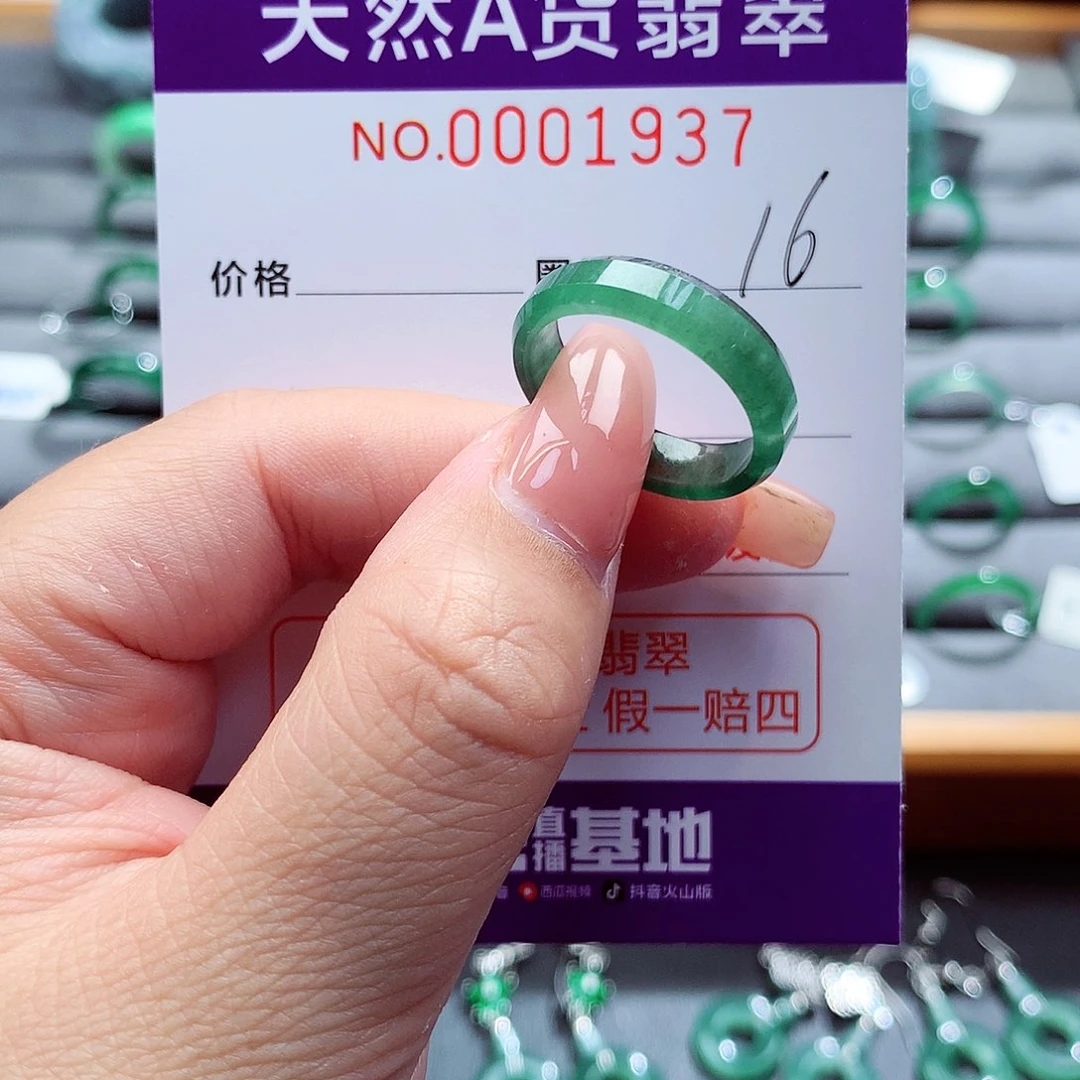 天然A货翡翠
NO.0001937
价格
16
翡翠
假一赔四
播基地
西瓜视频 抖音火山版